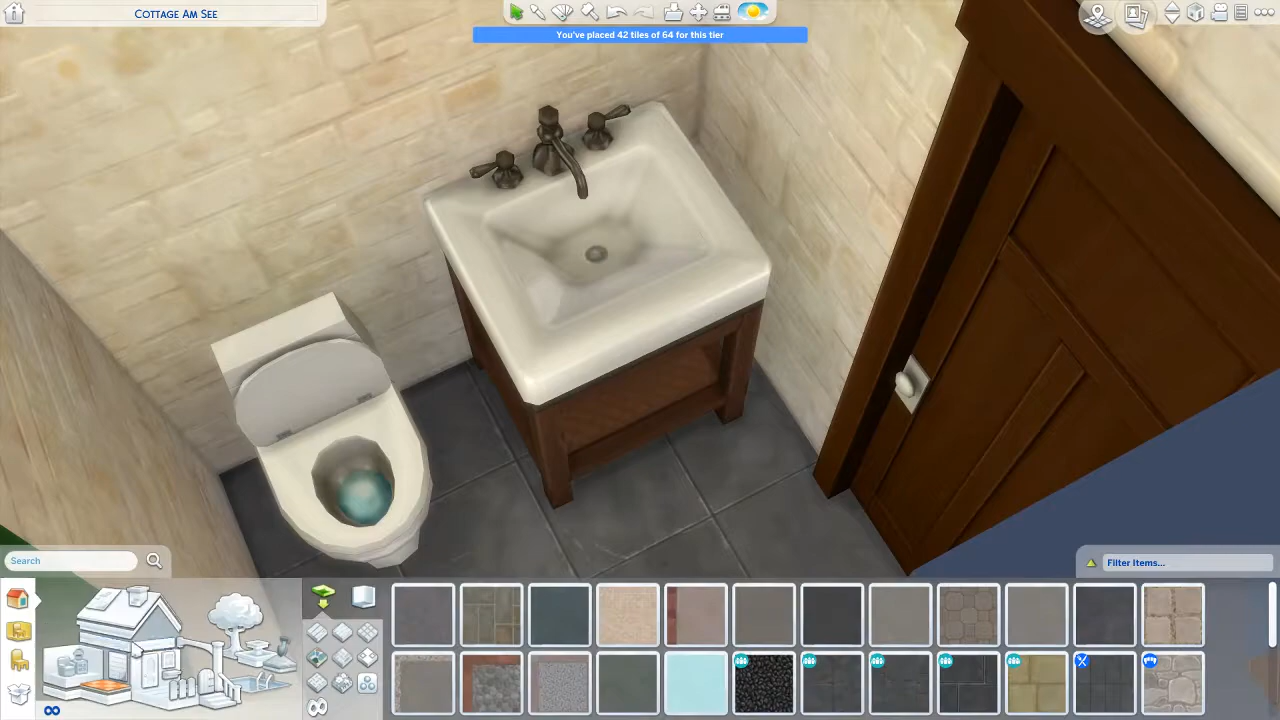 Cottage Am See
You've placed 42 tiles of 64 for this tier
Search
Filter Items...